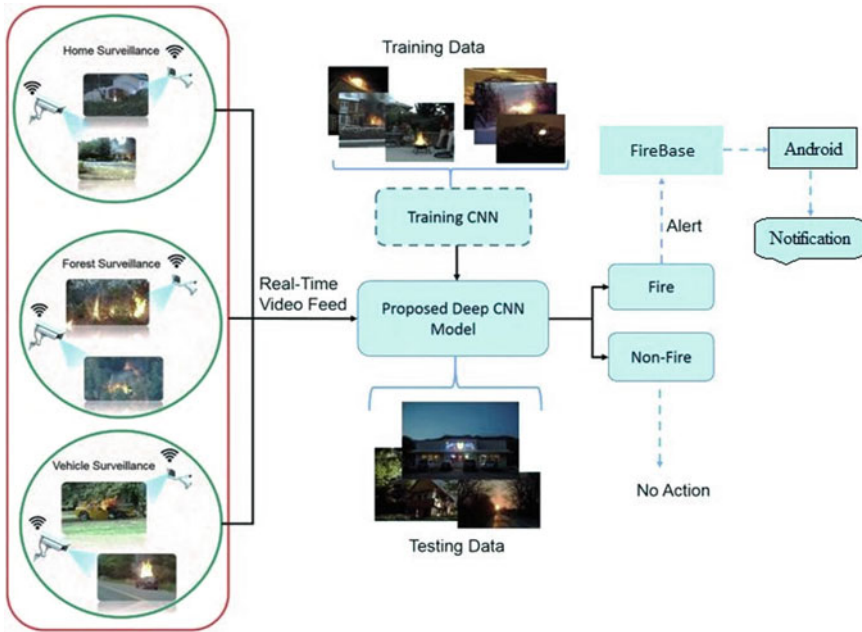 Home Surveillance
Forest Surveillance
Vehicle Surveillance
Real-Time
Video Feed
Training Data
Training CNN
Proposed Deep CNN
Model
Testing Data
Fire
Non-Fire
Alert
No Action
FireBase
Android
Notification